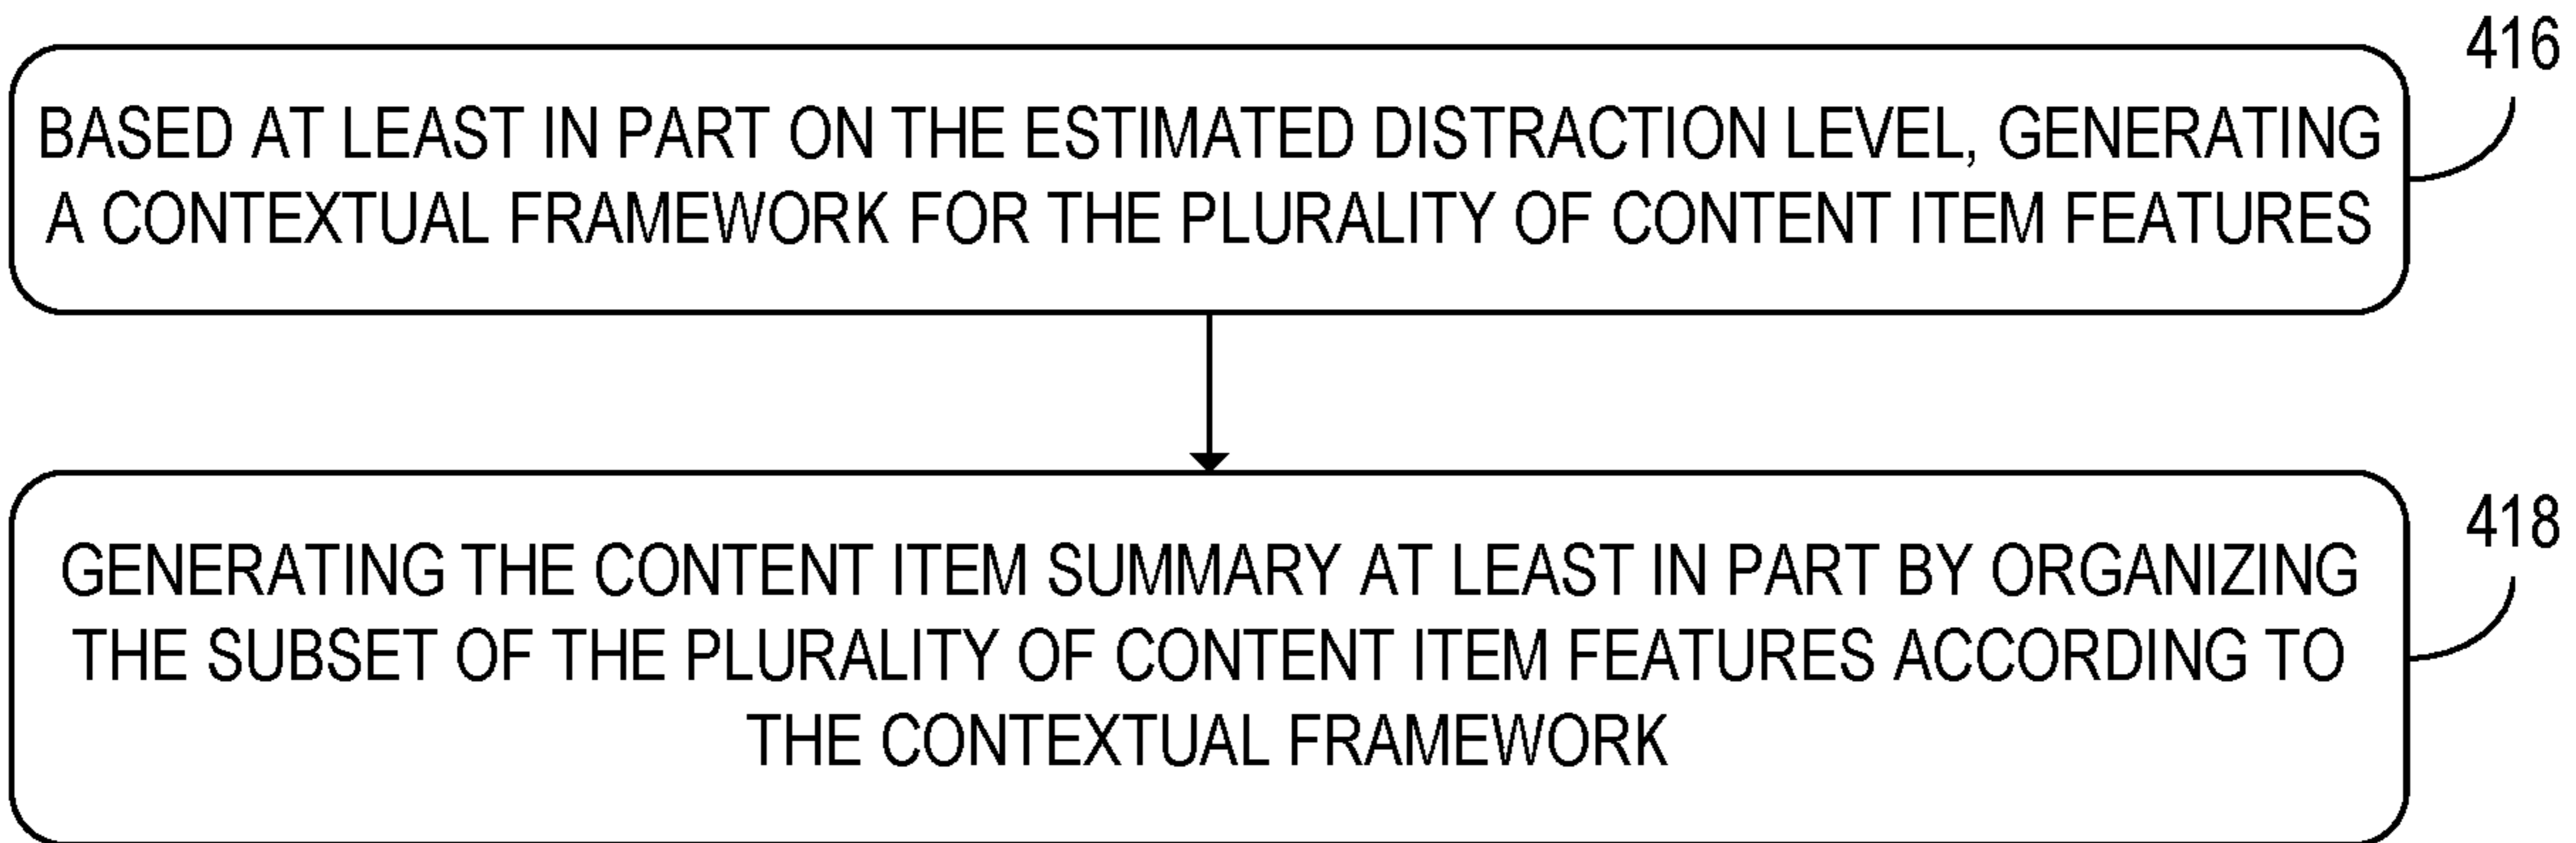 416
BASED AT LEAST IN PART ON THE ESTIMATED DISTRACTION LEVEL, GENERATING
A CONTEXTUAL FRAMEWORK FOR THE PLURALITY OF CONTENT ITEM FEATURES
418
GENERATING THE CONTENT ITEM SUMMARY AT LEAST IN PART BY ORGANIZING
THE SUBSET OF THE PLURALITY OF CONTENT ITEM FEATURES ACCORDING TO
THE CONTEXTUAL FRAMEWORK